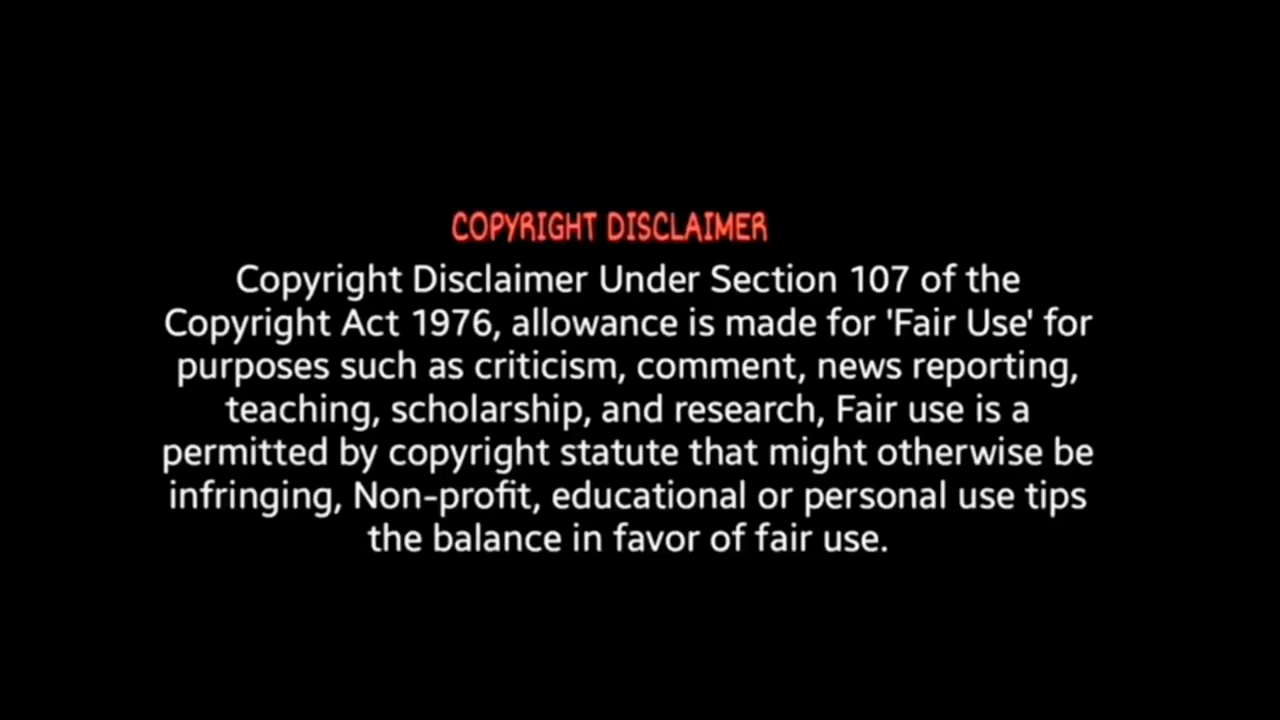 COPYRIGHT DISCLAIMER
Copyright Disclaimer Under Section 107 of the
Copyright Act 1976, allowance is made for 'Fair Use' for
purposes such as criticism, comment, news reporting,
teaching, scholarship, and research, Fair use is a
permitted by copyright statute that might otherwise be
infringing, Non-profit, educational or personal use tips
the balance in favor of fair use.